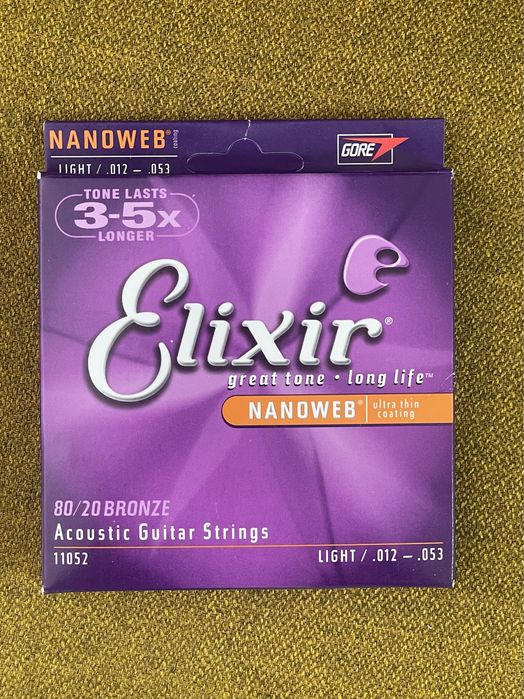 NANOWEB® coating
LIGHT / .012 – .053
GORE
TONE LASTS
3-5x
LONGER
e
Elixir®
great tone • long life™
NANOWEB® ultra thin
coating
80/20 BRONZE
Acoustic Guitar Strings
11052
LIGHT / .012 – .053